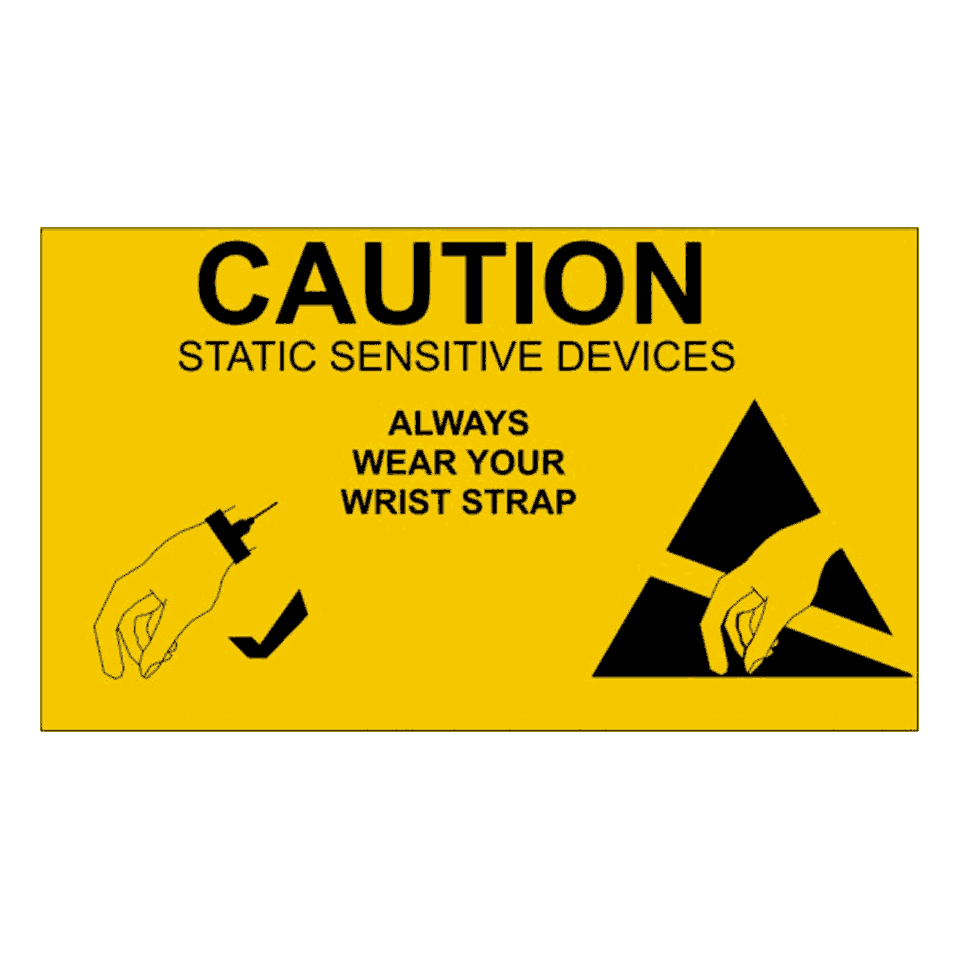 CAUTION
STATIC SENSITIVE DEVICES
ALWAYS
WEAR YOUR
WRIST STRAP